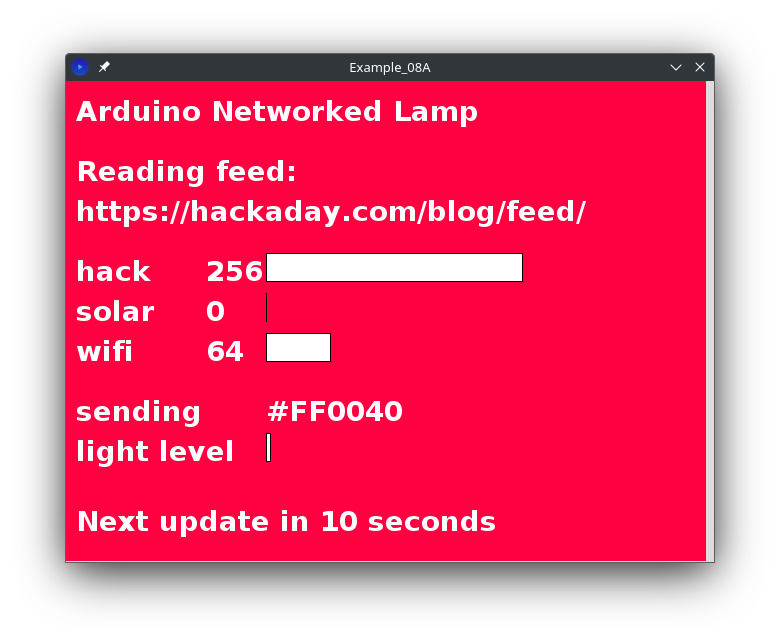 Example_08A
Arduino Networked Lamp
Reading feed:
https://hackaday.com/blog/feed/
hack 256
solar 0
wifi 64
sending #FF0040
light level
Next update in 10 seconds